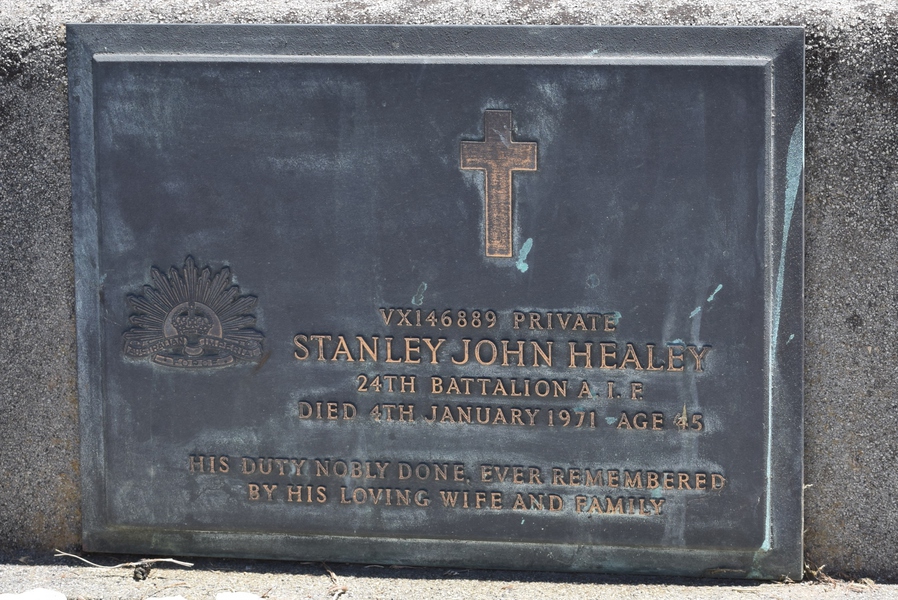 VX146889 PRIVATE
STANLEY JOHN HEALEY
24TH BATTALION A. I. F.
DIED 4TH JANUARY 1971 AGE 45
HIS DUTY NOBLY DONE, EVER REMEMBERED
BY HIS LOVING WIFE AND FAMILY